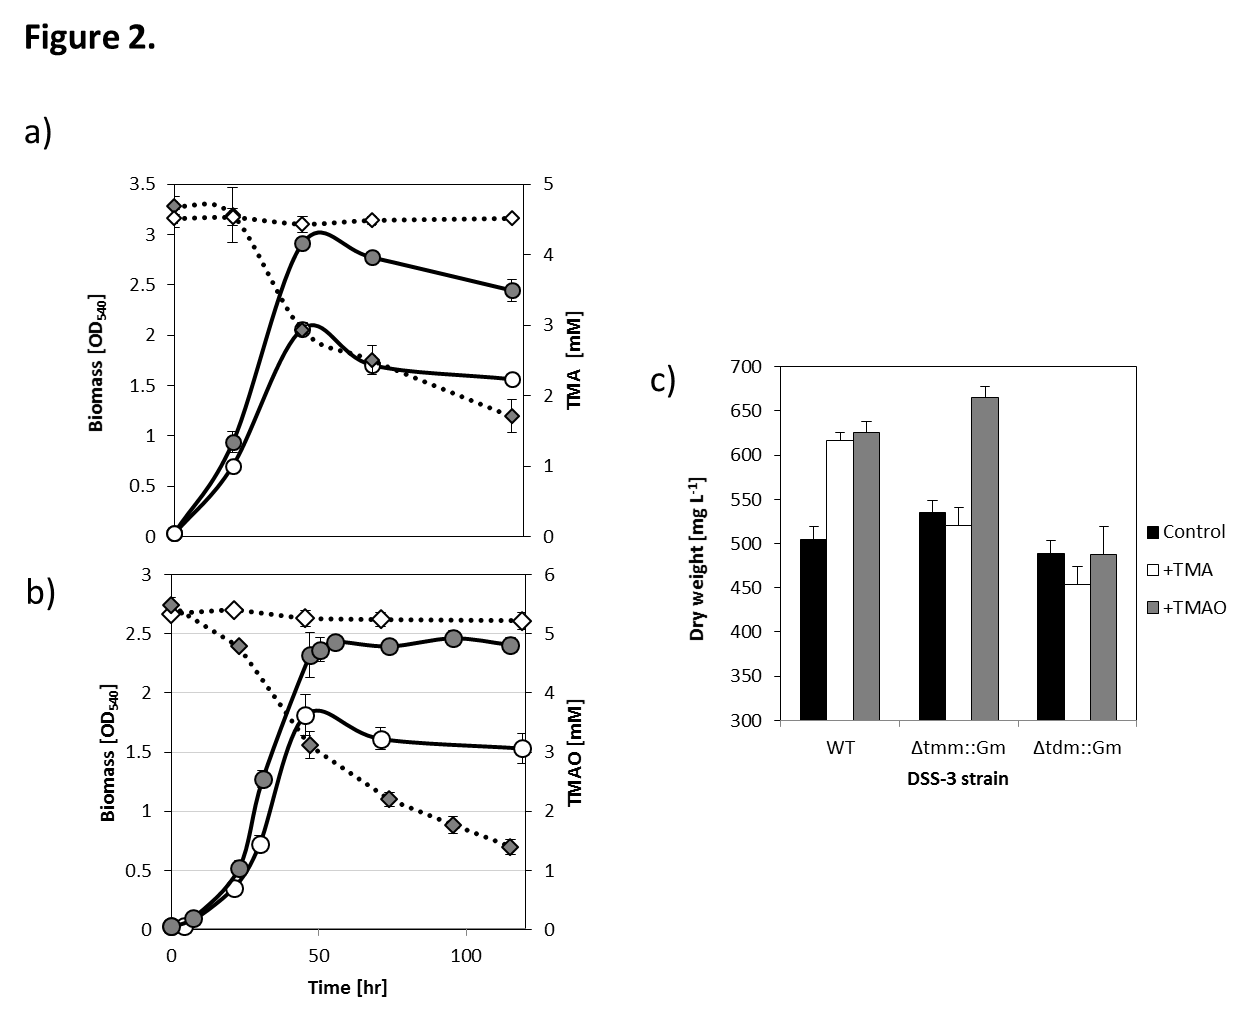 Figure 2.
a)
3.5
3
2.5
2
1.5
1
0.5
0
Biomass [OD540]
5
4
3
2
1
0
TMA [mM]
b)
3
2.5
2
1.5
1
0.5
0
Biomass [OD540]
6
5
4
3
2
1
0
TMAO [mM]
0 50 100
Time [hr]
c)
700
650
600
550
500
450
400
350
300
Dry weight [mg L-1]
WT Δtmm::Gm Δtdm::Gm
DSS-3 strain
Control
+TMA
+TMAO